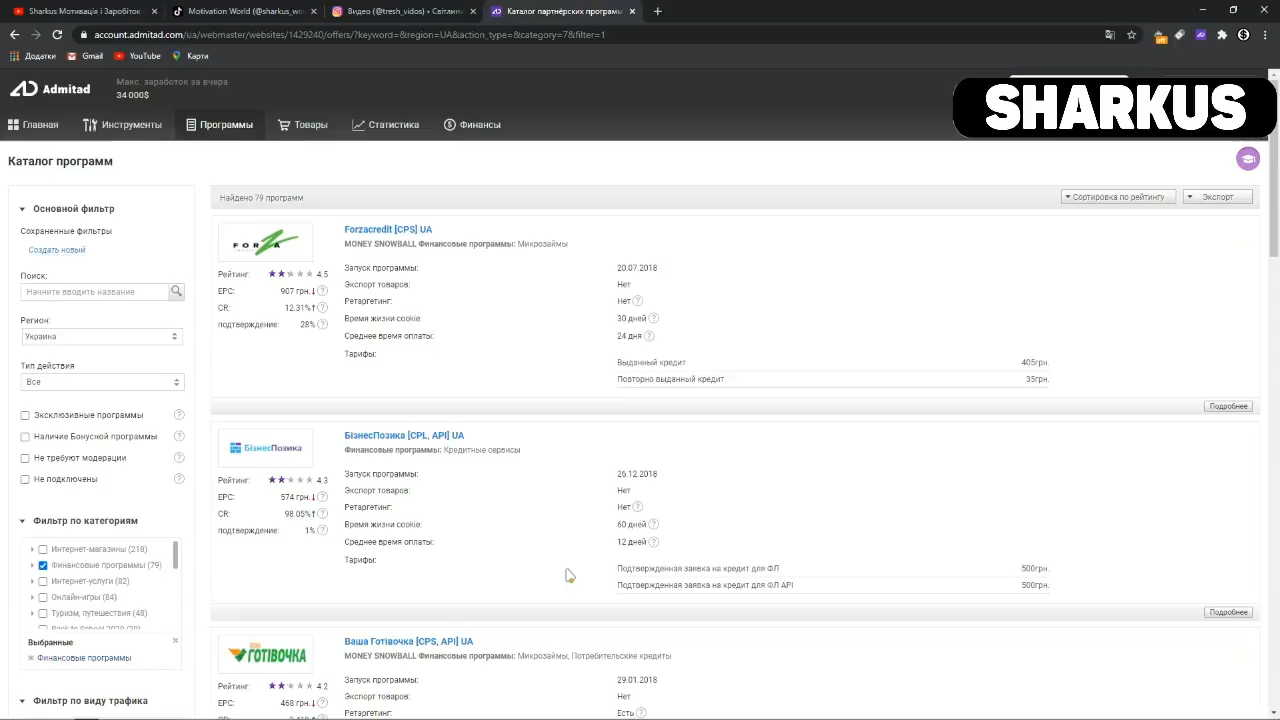 Sharkus Мотивація і Заробіток
Motivation World (@sharkus_wo
Видео (@tresh_vidos) • Світлин
Каталог партнёрских программ
account.admitad.com/ua/webmaster/websites/1429240/offers/?keyword=&region=UA&action_type=&category=7&filter=1
Додатки
Gmail
YouTube
Карти
Admitad
Макс. заработок за вчера
34 000$
SHARKUS
Главная
Инструменты
Программы
Товары
Статистика
Финансы
Каталог программ
Основной фильтр
Сохраненные фильтры
Создать новый
Поиск:
Начните вводить название
Регион:
Украина
Тип действия
Все
Эксклюзивные программы
Наличие Бонусной программы
Не требуют модерации
Не подключены
Фильтр по категориям
Интернет-магазины (218)
Финансовые программы (79)
Интернет-услуги (82)
Онлайн-игры (84)
Туризм, путешествия (48)
Выбранные
Финансовые программы
Фильтр по виду трафика
Найдено 79 программ
Сортировка по рейтингу
Экспорт
FORZA
Forzacredit [CPS] UA
MONEY SNOWBALL Финансовые программы: Микрозаймы
Рейтинг: 4.5
EPC: 907 грн.↓
CR: 12.31%↑
подтверждение: 28%
Запуск программы: 20.07.2018
Экспорт товаров: Нет
Ретаргетинг: Нет
Время жизни cookie: 30 дней
Среднее время оплаты: 24 дня
Тарифы:
Выданный кредит 405грн.
Повторно выданный кредит 35грн.
Подробнее
БізнесПозика
БізнесПозика [CPL, API] UA
Финансовые программы: Кредитные сервисы
Рейтинг: 4.3
EPC: 574 грн.↓
CR: 98.05%↑
подтверждение: 1%
Запуск программы: 26.12.2018
Экспорт товаров: Нет
Ретаргетинг: Нет
Время жизни cookie: 60 дней
Среднее время оплаты: 12 дней
Тарифы:
Подтвержденная заявка на кредит для ФЛ 500грн.
Подтвержденная заявка на кредит для ФЛ API 500грн.
Подробнее
ГОТІВОЧКА
Ваша Готівочка [CPS, API] UA
MONEY SNOWBALL Финансовые программы: Микрозаймы, Потребительские кредиты
Рейтинг: 4.2
EPC: 468 грн.↓
Запуск программы: 29.01.2018
Экспорт товаров: Нет
Ретаргетинг: Есть